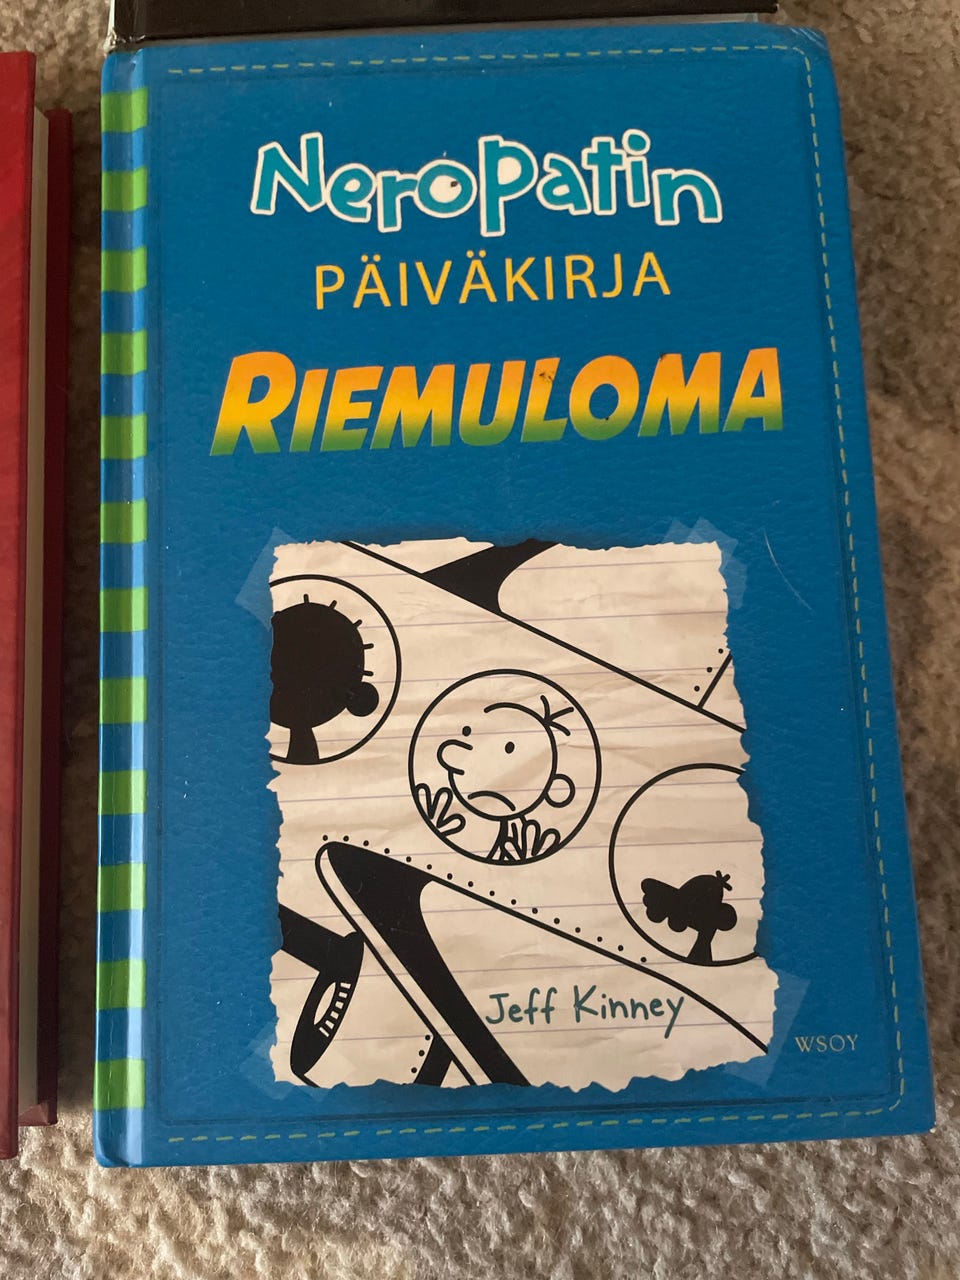 Neropatin
PÄIVÄKIRJA
RIEMULOMA
Jeff Kinney
WSOY